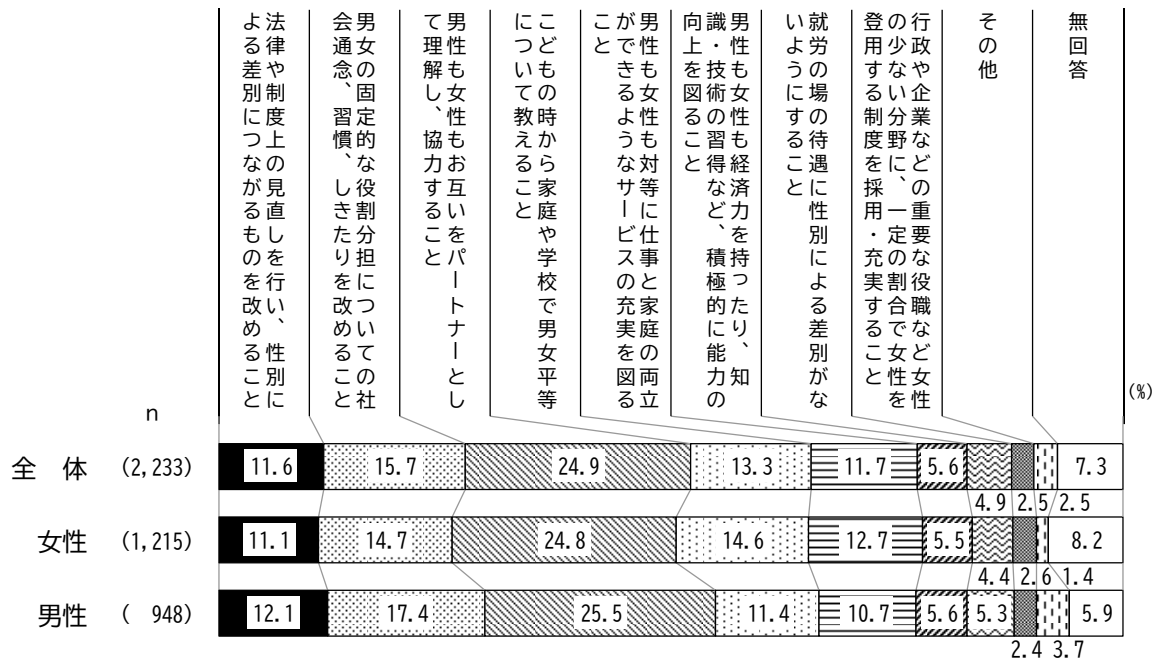 法律や制度上の見直しを行い、性別に
よる差別につながるものを改めること
男女の固定的な役割分担についての社
会通念、習慣、しきたりを改めること
男性も女性もお互いをパートナーとし
て理解し、協力すること
こどもの時から家庭や学校で男女平等
について教えること
男性も女性も対等に仕事と家庭の両立
ができるようなサービスの充実を図る
こと
男性も女性も経済力を持ったり、知
識・技術の習得など、積極的に能力の
向上を図ること
就労の場の待遇に性別による差別がな
いようにすること
行政や企業などの重要な役職など女性
の少ない分野に、一定の割合で女性を
登用する制度を採用・充実すること
その他
無回答
(%)
n
全 体 (2,233) 11.6 15.7 24.9 13.3 11.7 5.6 7.3
4.9 2.5 2.5
女性 (1,215) 11.1 14.7 24.8 14.6 12.7 5.5 8.2
4.4 2.6 1.4
男性 ( 948) 12.1 17.4 25.5 11.4 10.7 5.6 5.3 5.9
2.4 3.7